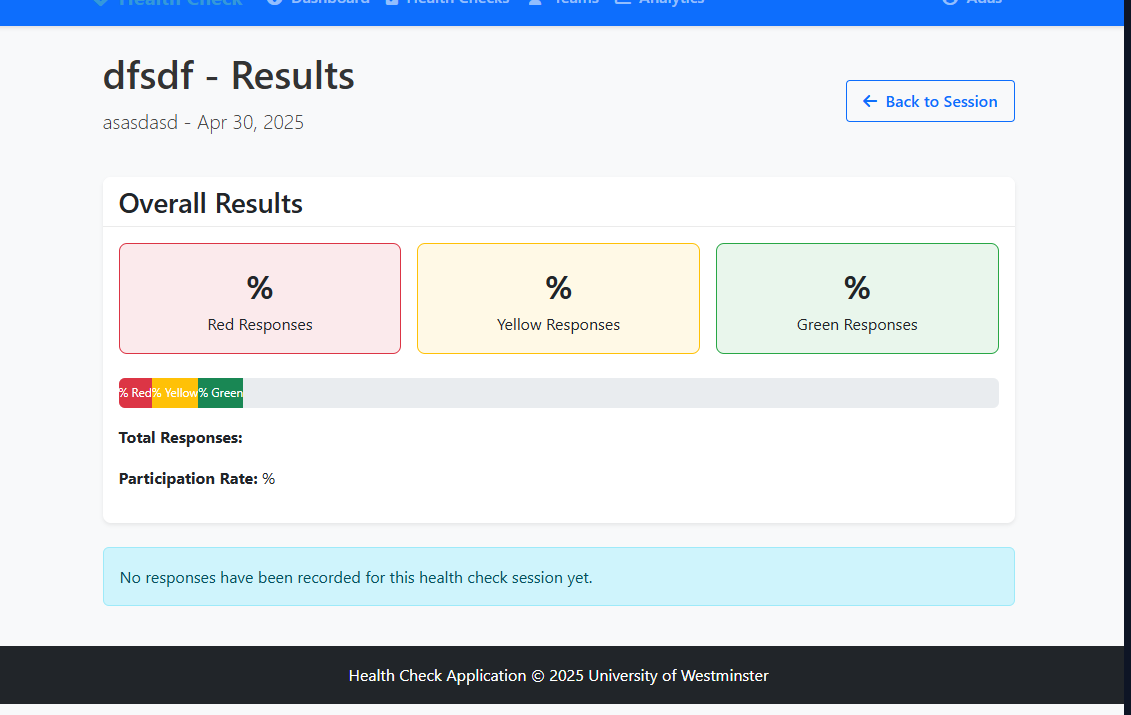 Health Check Dashboard Health Checks Teams Analytics Adas
dfsdf - Results
asasdasd - Apr 30, 2025
Back to Session
Overall Results
% % %
Red Responses Yellow Responses Green Responses
% Red % Yellow % Green
Total Responses:
Participation Rate: %
No responses have been recorded for this health check session yet.
Health Check Application © 2025 University of Westminster